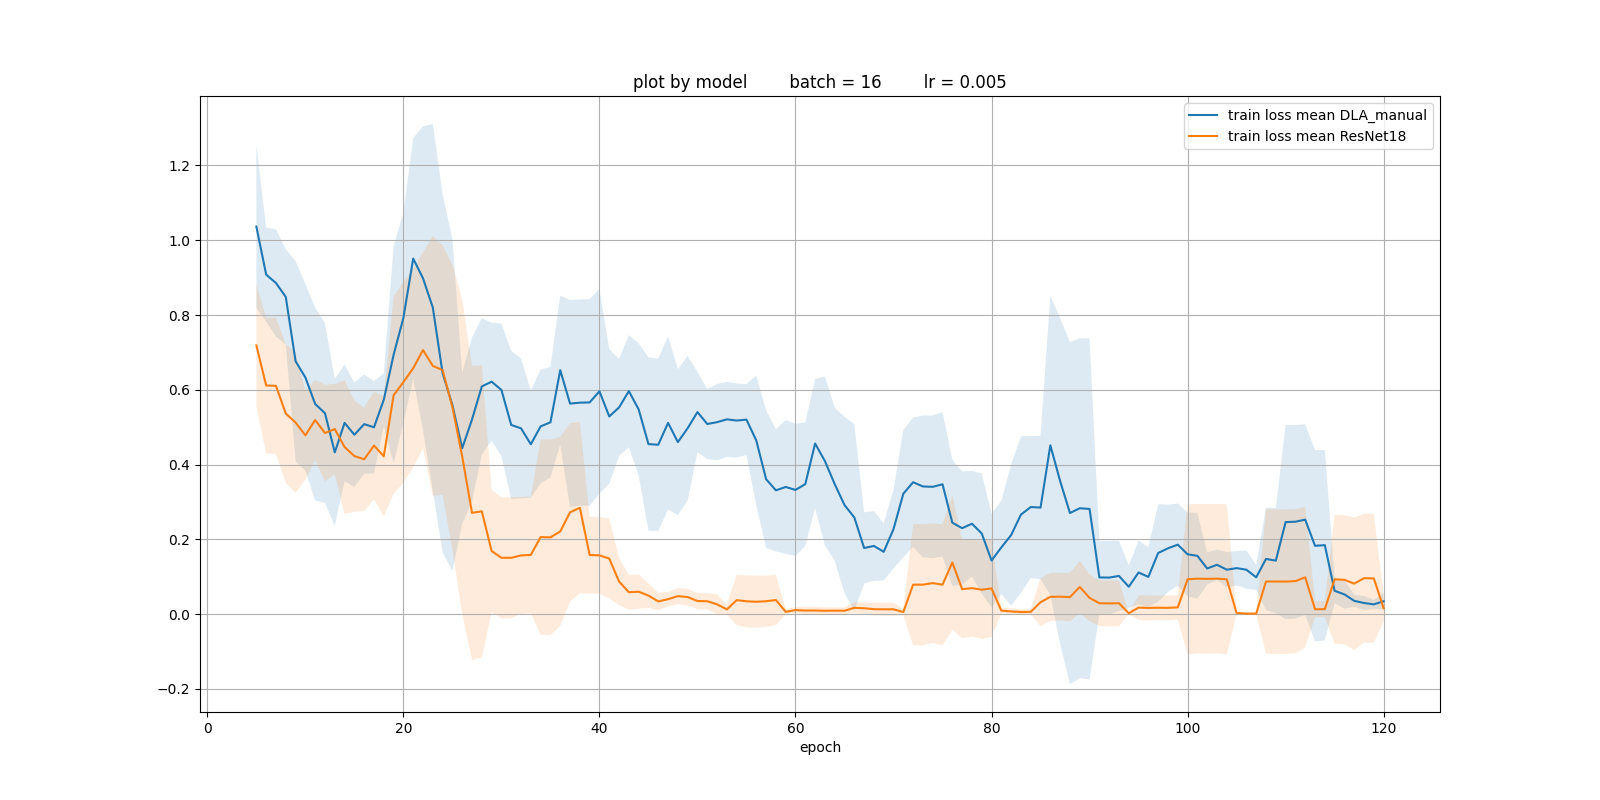 plot by model batch = 16 lr = 0.005
train loss mean DLA_manual
train loss mean ResNet18
1.2
1.0
0.8
0.6
0.4
0.2
0.0
−0.2
0 20 40 60 80 100 120
epoch